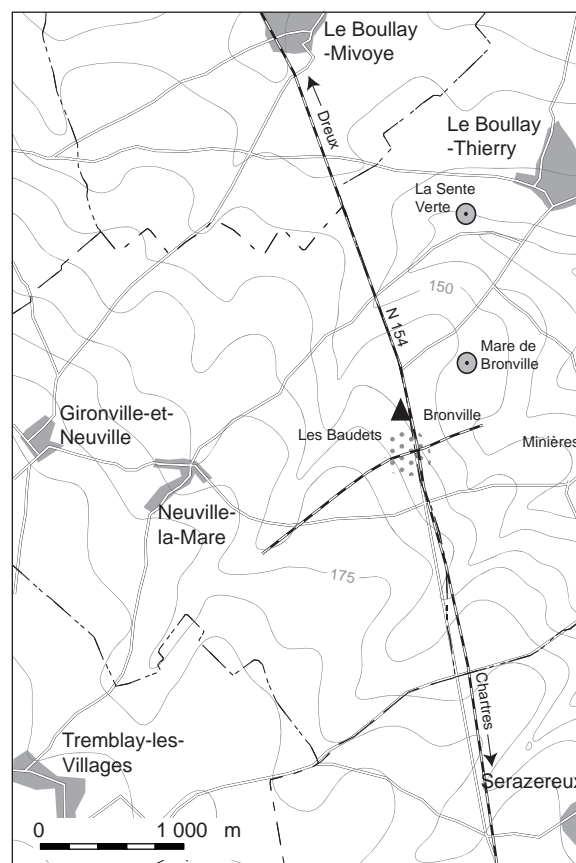 Le Boullay
-Mivoye
Dreux
Le Boullay
-Thierry
La Sente
Verte
150
N 154
Mare de
Bronville
Gironville-et-
Neuville
Les Baudets
Bronville
Minières
Neuville-
la-Mare
175
Chartres
Tremblay-les-
Villages
Serazereux
0 1 000 m